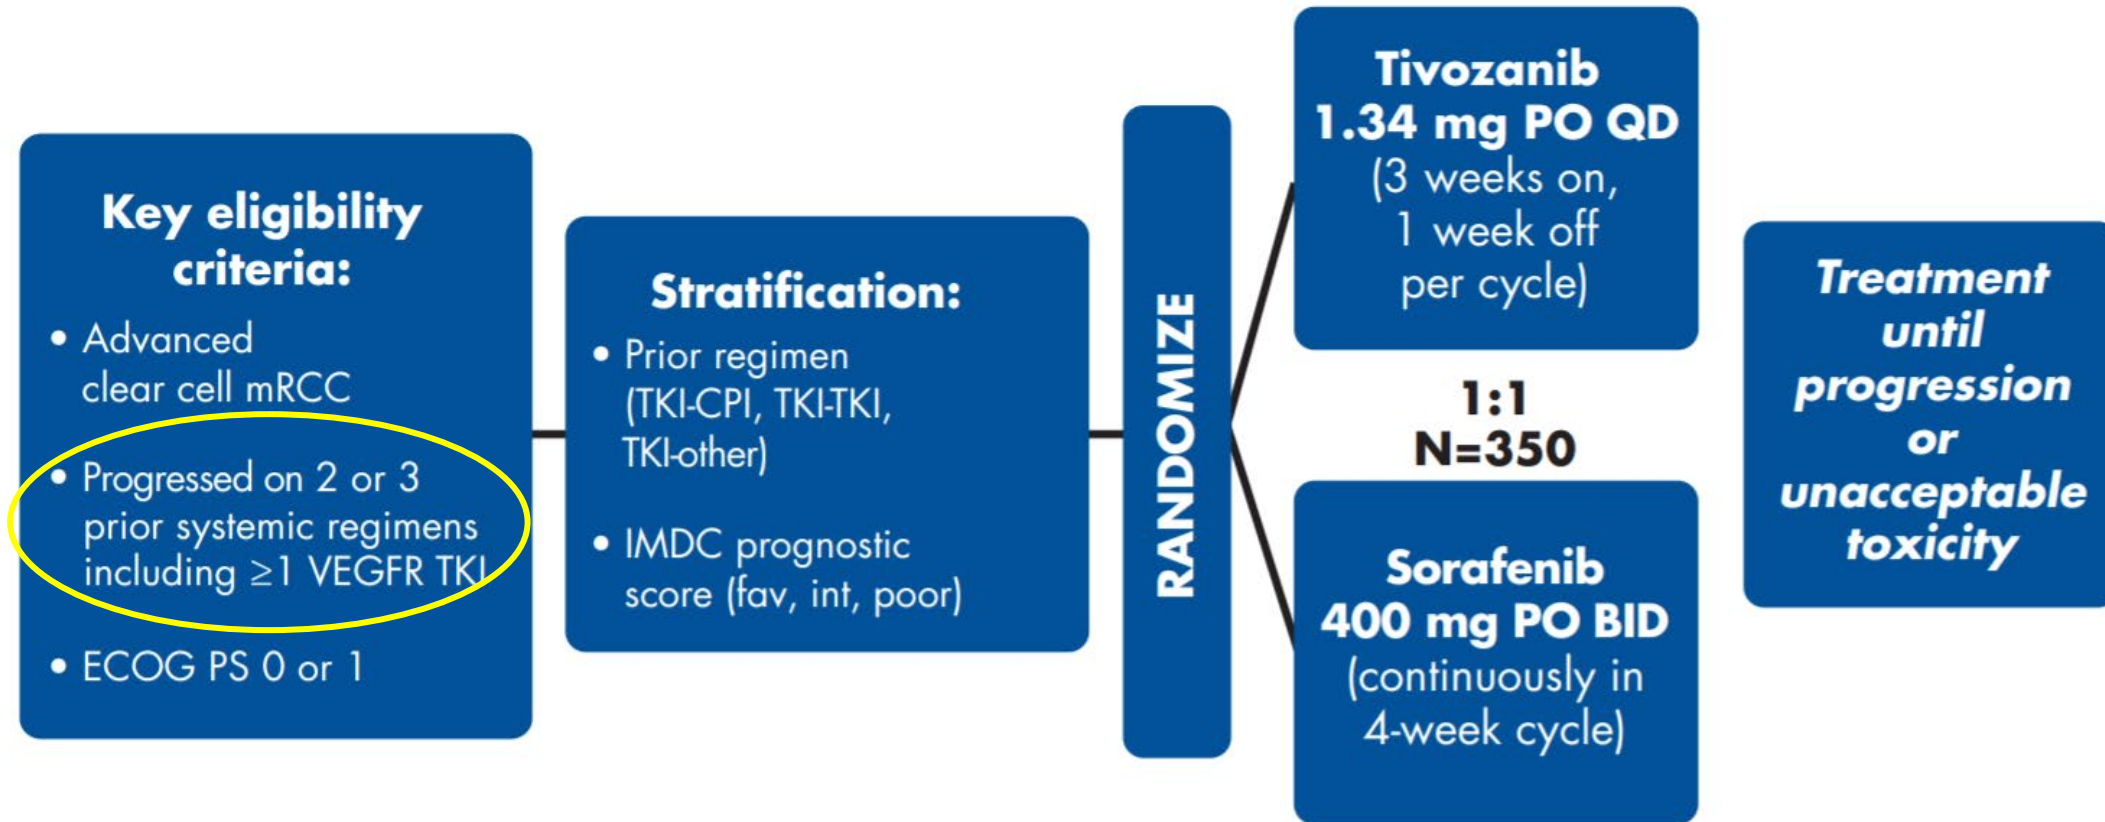 Key eligibility
criteria:
• Advanced
clear cell mRCC
• Progressed on 2 or 3
prior systemic regimens
including ≥1 VEGFR TKI
• ECOG PS 0 or 1
Stratification:
• Prior regimen
(TKI-CPI, TKI-TKI,
TKI-other)
• IMDC prognostic
score (fav, int, poor)
RANDOMIZE
Tivozanib
1.34 mg PO QD
(3 weeks on,
1 week off
per cycle)
1:1
N=350
Sorafenib
400 mg PO BID
(continuously in
4-week cycle)
Treatment
until
progression
or
unacceptable
toxicity